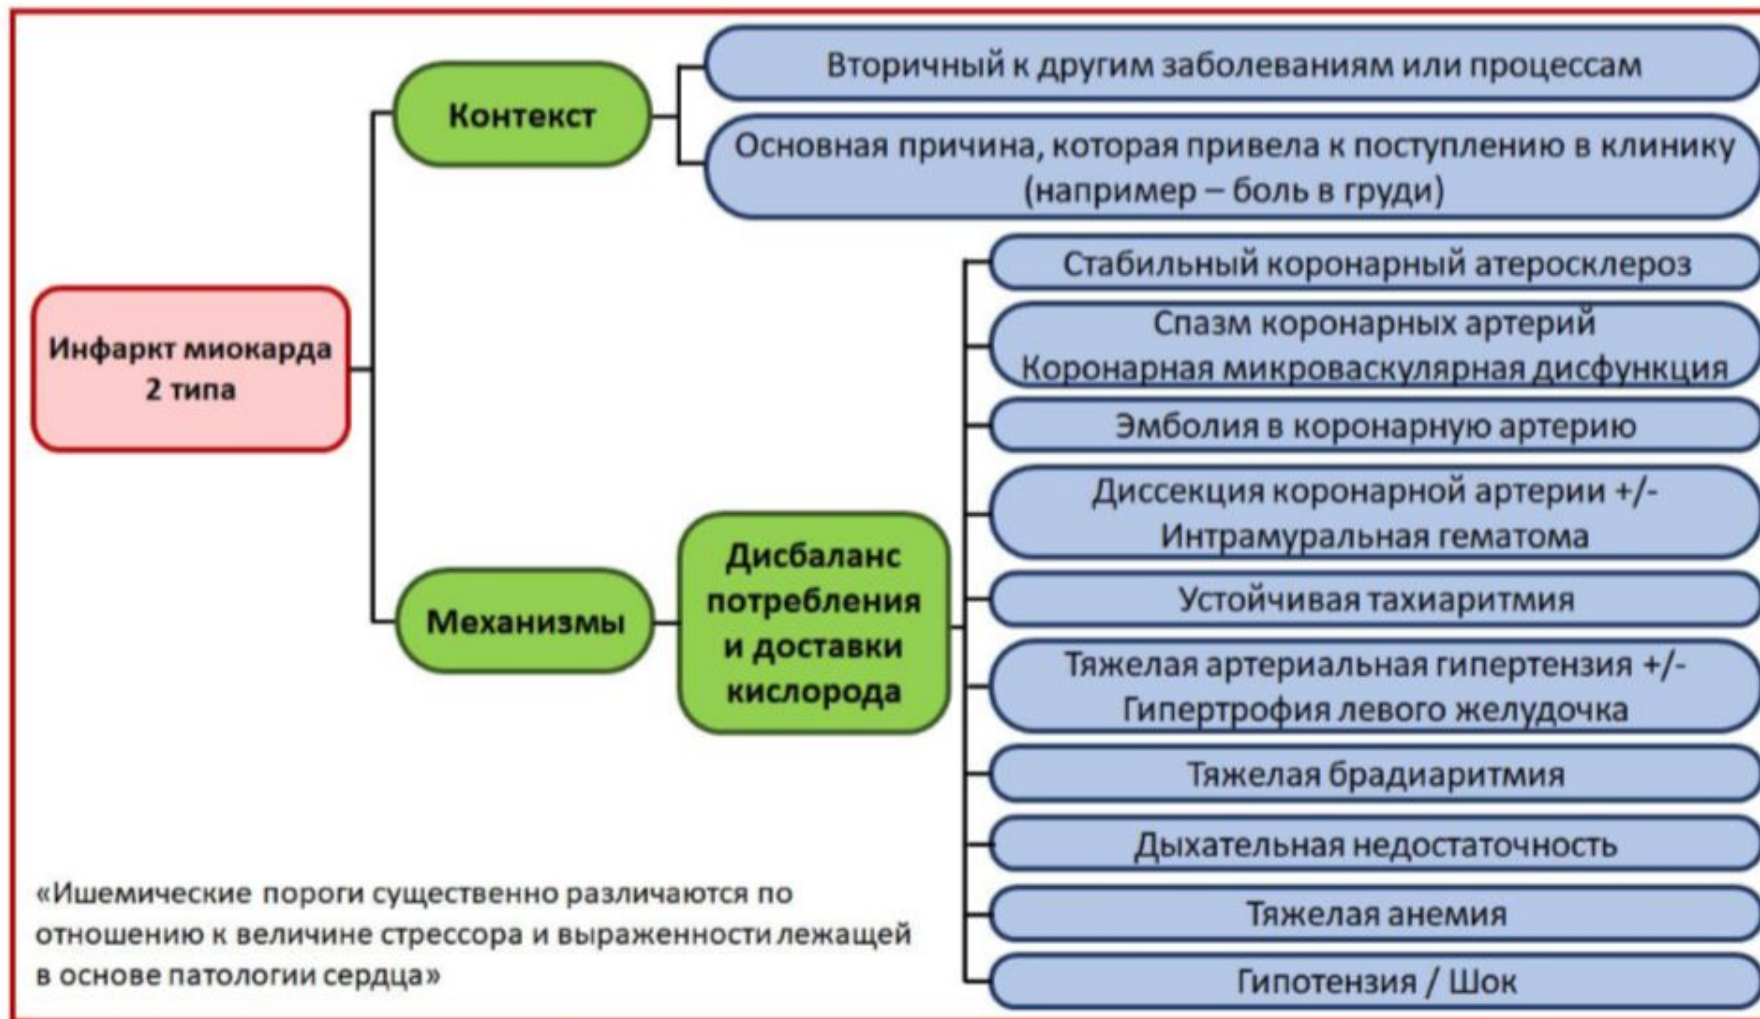 Вторичный к другим заболеваниям или процессам
Контекст
Основная причина, которая привела к поступлению в клинику
(например – боль в груди)
Инфаркт миокарда
2 типа
Механизмы
Дисбаланс
потребления
и доставки
кислорода
Стабильный коронарный атеросклероз
Спазм коронарных артерий
Коронарная микроваскулярная дисфункция
Эмболия в коронарную артерию
Диссекция коронарной артерии +/-
Интрамуральная гематома
Устойчивая тахиаритмия
Тяжелая артериальная гипертензия +/-
Гипертрофия левого желудочка
Тяжелая брадиаритмия
Дыхательная недостаточность
Тяжелая анемия
Гипотензия / Шок
«Ишемические пороги существенно различаются по
отношению к величине стрессора и выраженности лежащей
в основе патологии сердца»